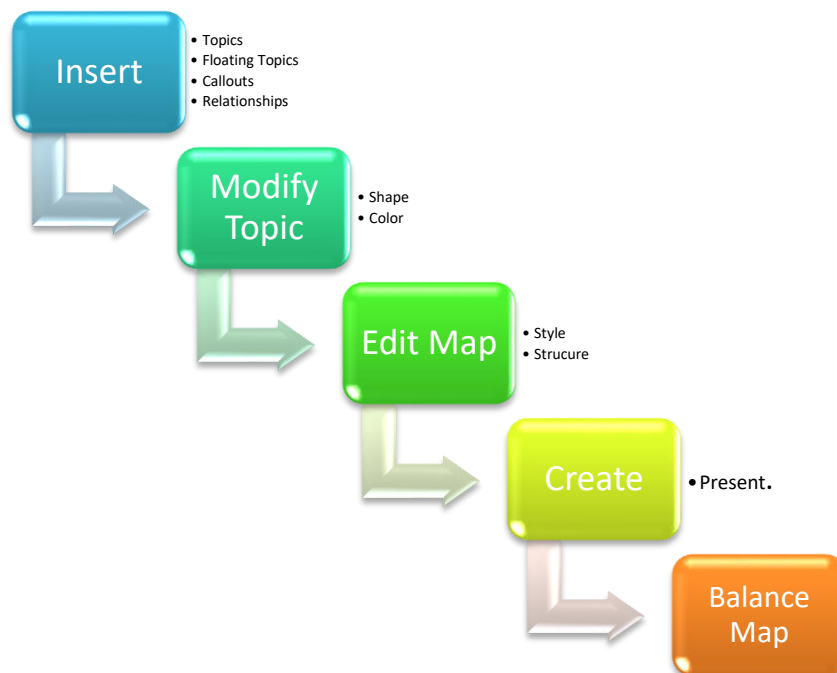 Insert
• Topics
• Floating Topics
• Callouts
• Relationships
Modify
Topic
• Shape
• Color
Edit Map
• Style
• Strucure
Create
• Present.
Balance
Map